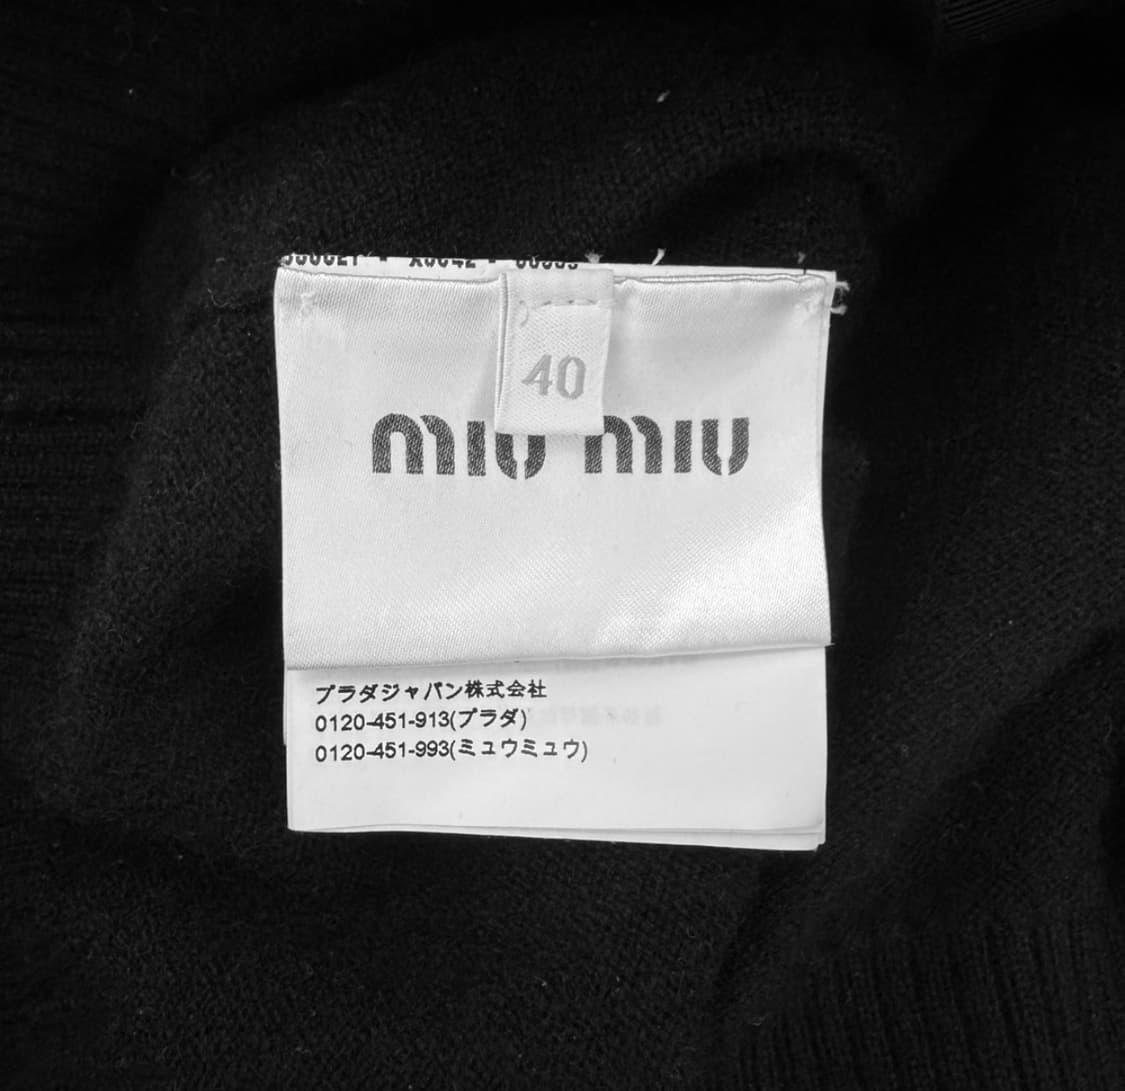 40
miu miu
プラダジャパン株式会社
0120-451-913(プラダ)
0120-451-993(ミュウミュウ)